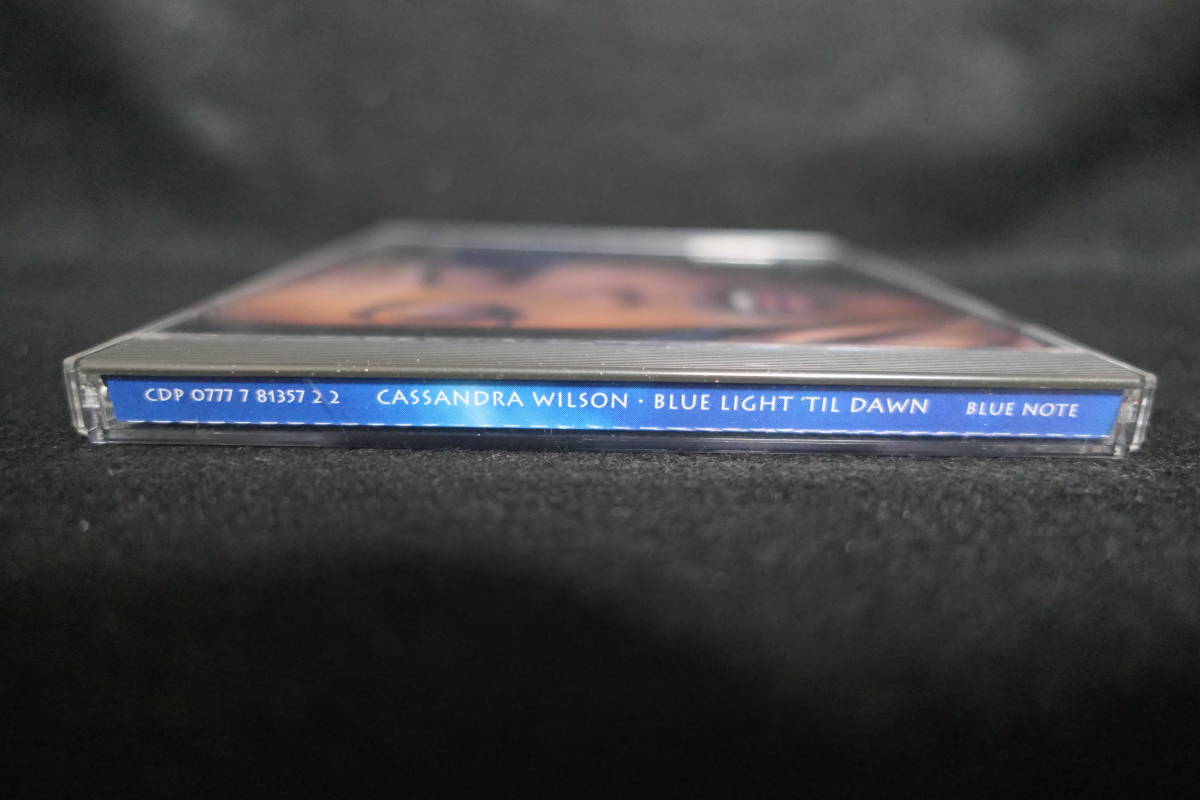 CDP 0777 7 81357 2 2 CASSANDRA WILSON · BLUE LIGHT 'TIL DAWN BLUE NOTE